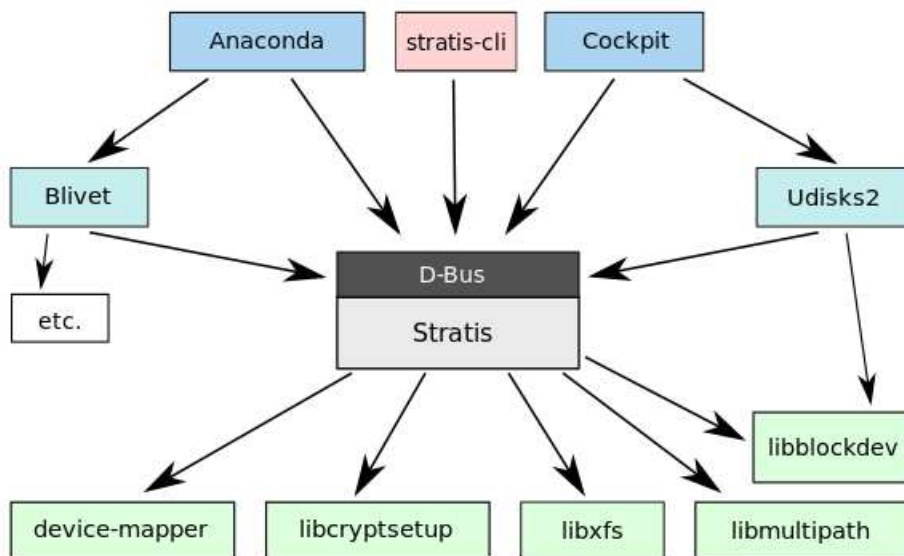 Anaconda
stratis-cli
Cockpit
Blivet
Udisks2
D-Bus
etc.
Stratis
libblockdev
device-mapper
libcryptsetup
libxfs
libmultipath